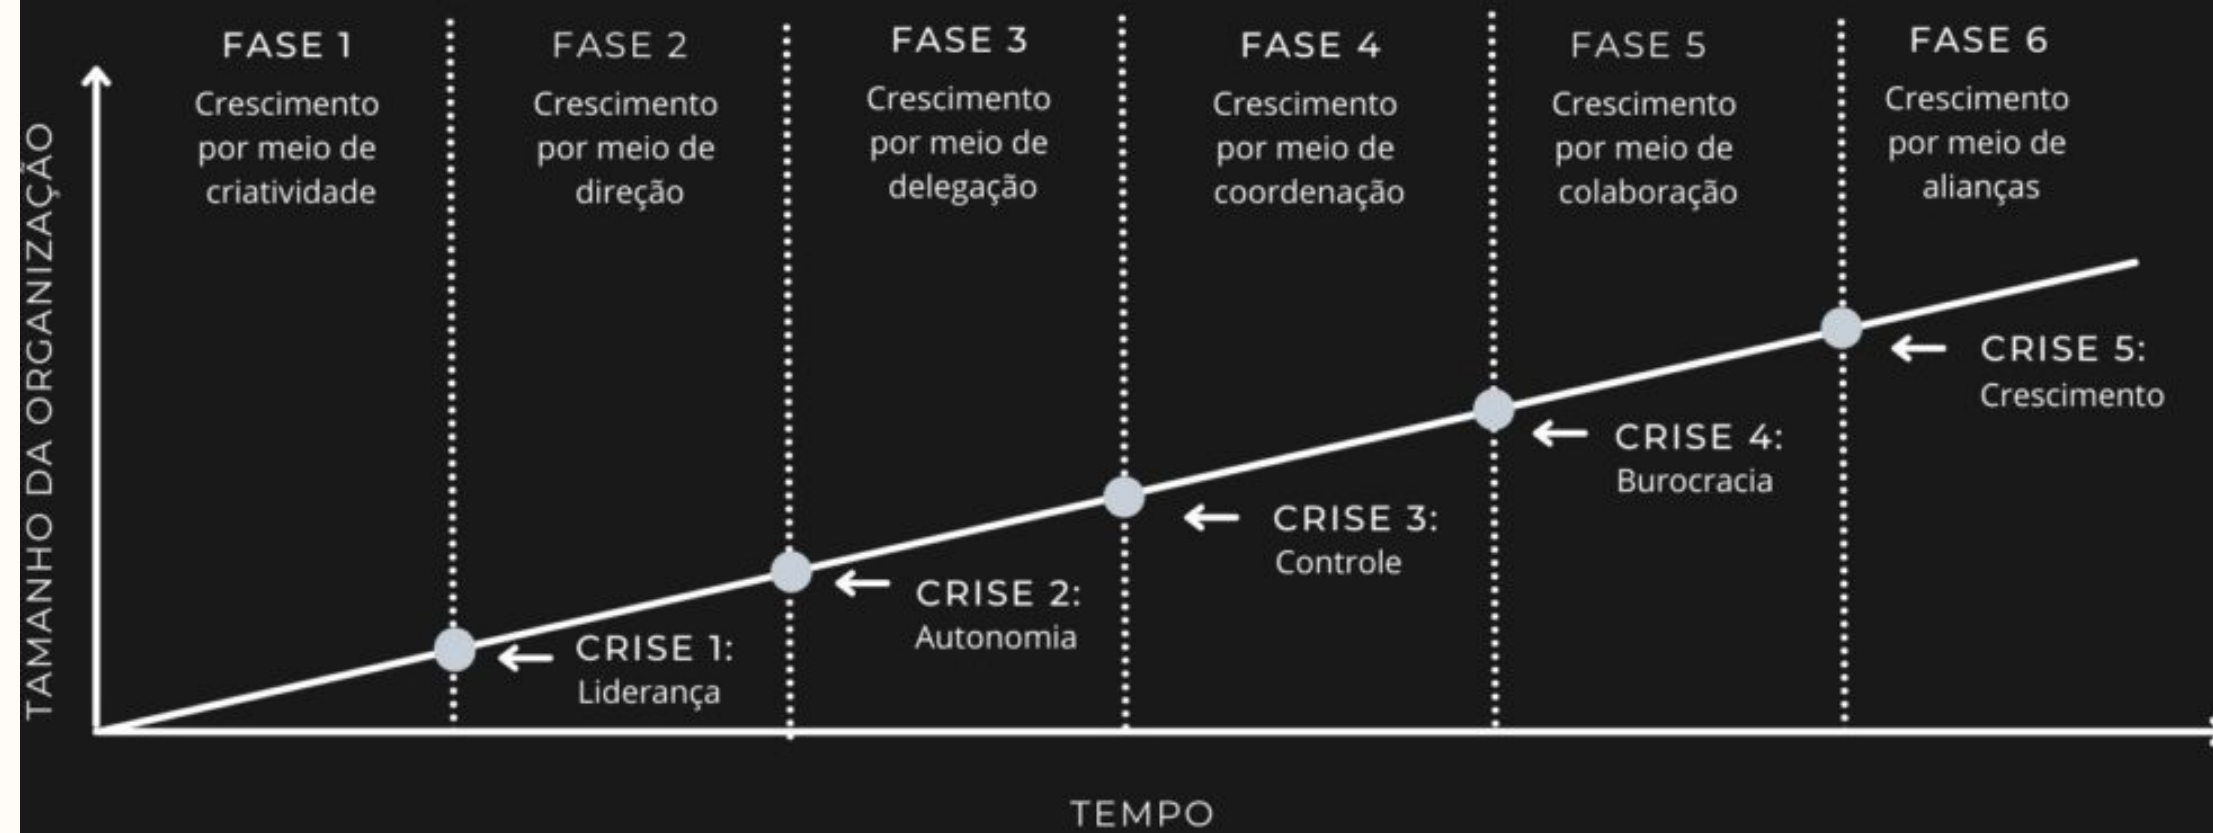 TAMANHO DA ORGANIZAÇÃO
FASE 1
Crescimento
por meio de
criatividade
FASE 2
Crescimento
por meio de
direção
FASE 3
Crescimento
por meio de
delegação
FASE 4
Crescimento
por meio de
coordenação
FASE 5
Crescimento
por meio de
colaboração
FASE 6
Crescimento
por meio de
alianças
CRISE 1:
Liderança
CRISE 2:
Autonomia
CRISE 3:
Controle
CRISE 4:
Burocracia
CRISE 5:
Crescimento
TEMPO